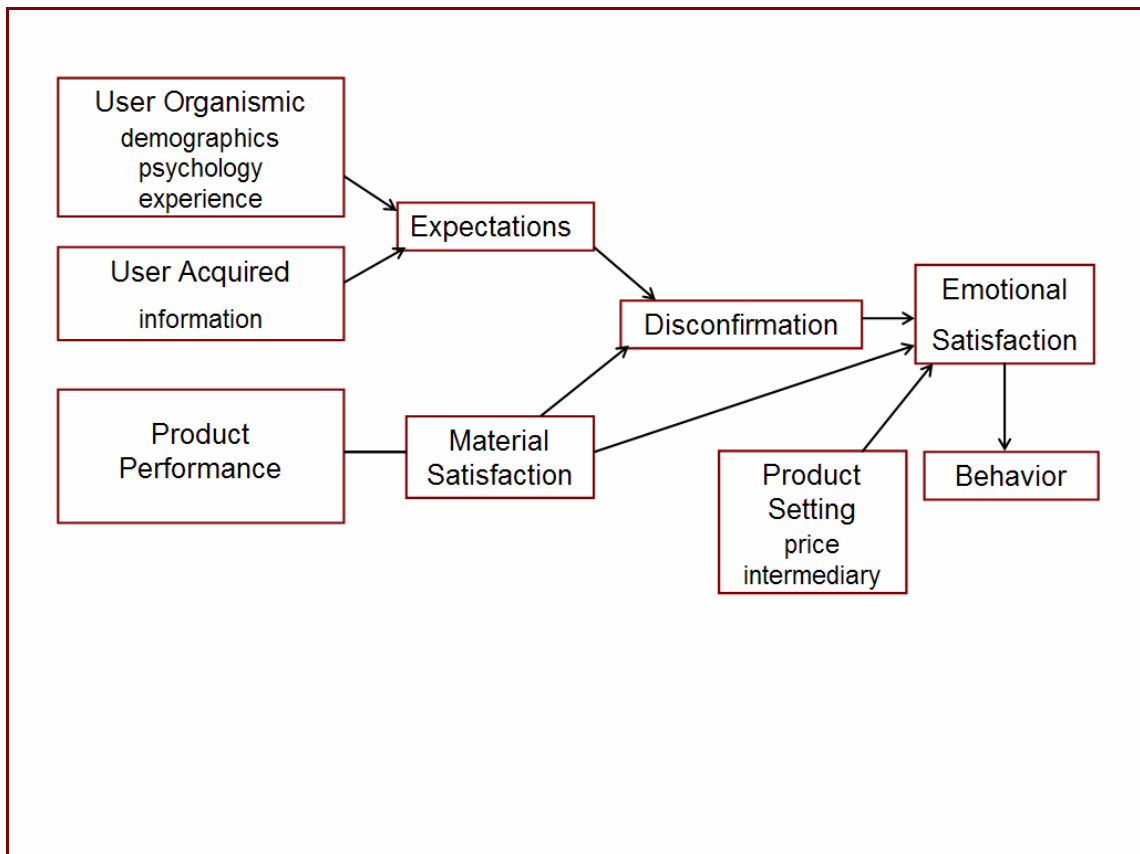 User Organismic
demographics
psychology
experience
Expectations
User Acquired
information
Disconfirmation
Emotional
Satisfaction
Product
Performance
Material
Satisfaction
Product
Setting
price
intermediary
Behavior